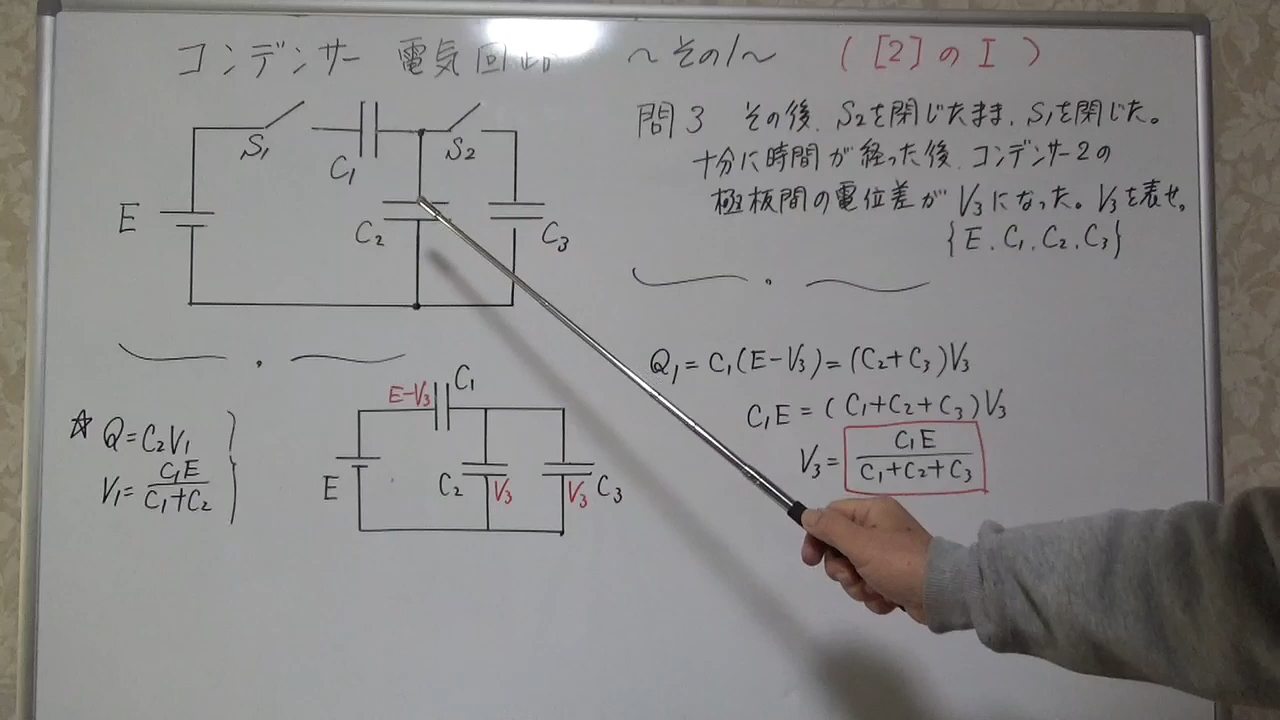 コンデンサー 電気回路 ～その1～ ([2]のI)
S₁
C₁
S₂
E
C₂
C₃
問3 その後、S₂を閉じたまま、S₁を閉じた。
十分に時間が経った後、コンデンサー2の
極板間の電位差がV₃になった。V₃を表せ。
{E, C₁, C₂, C₃}
☆ Q=C₂V₁
V₁=C₁E/(C₁+C₂)
E-V₃
C₁
E
C₂
V₃
V₃
C₃
Q₁=C₁(E-V₃)=(C₂+C₃)V₃
C₁E=(C₁+C₂+C₃)V₃
V₃=C₁E/(C₁+C₂+C₃)